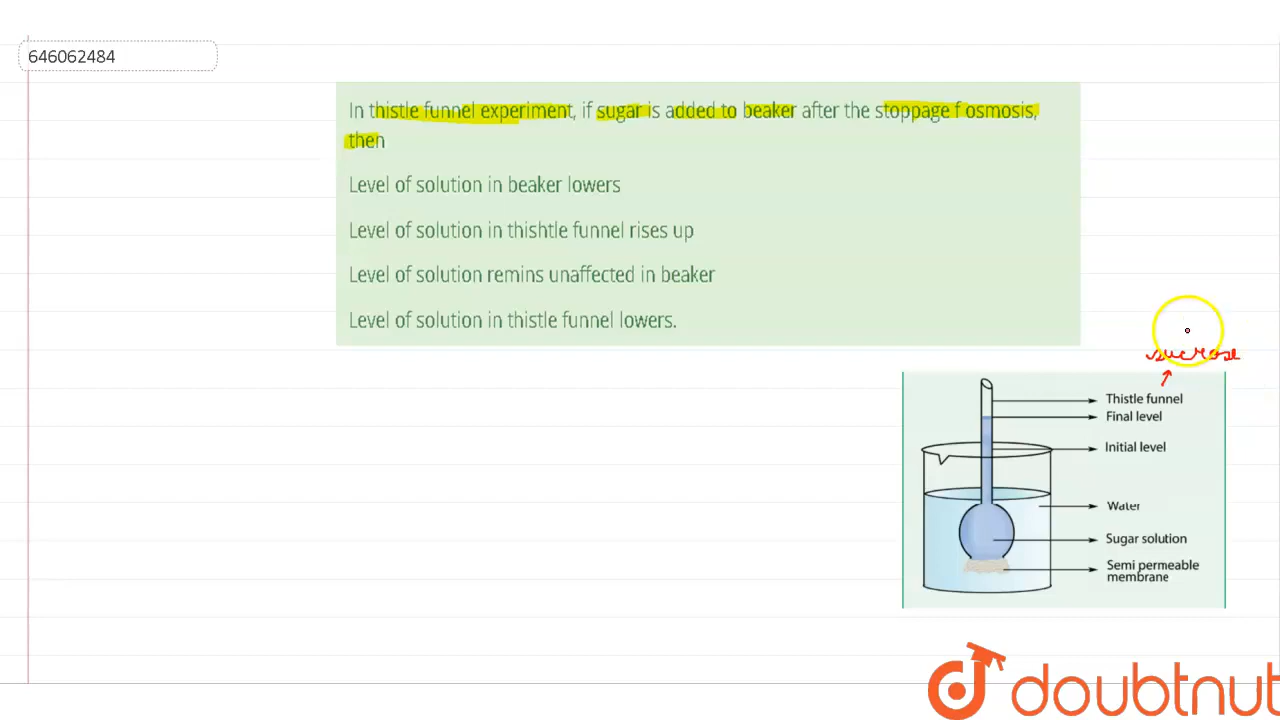 646062484
In thistle funnel experiment, if sugar is added to beaker after the stoppage f osmosis,
then
Level of solution in beaker lowers
Level of solution in thishtle funnel rises up
Level of solution remins unaffected in beaker
Level of solution in thistle funnel lowers.
sucrose
Thistle funnel
Final level
Initial level
Water
Sugar solution
Semi permeable
membrane
doubtnut